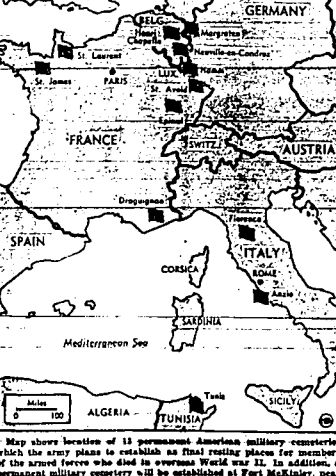 GERMANY
BELG.
Henri Chapelle
Margraten
Neuville-en-Condroz
St. Laurent
LUX.
Hamm
St. James
PARIS
St. Avold
Epinal
FRANCE
SWITZ.
AUSTRIA
Draguignan
Florence
SPAIN
ITALY
CORSICA
ROME
Anzio
SARDINIA
Mediterranean Sea
Miles
0 100
ALGERIA
Tunis
TUNISIA
SICILY
Map shows location of 13 permanent American military cemeteries
which the army plans to establish as final resting places for members
of the armed forces who died in overseas World war II. In addition
permanent military cemetery will be established at Fort McKinley, near